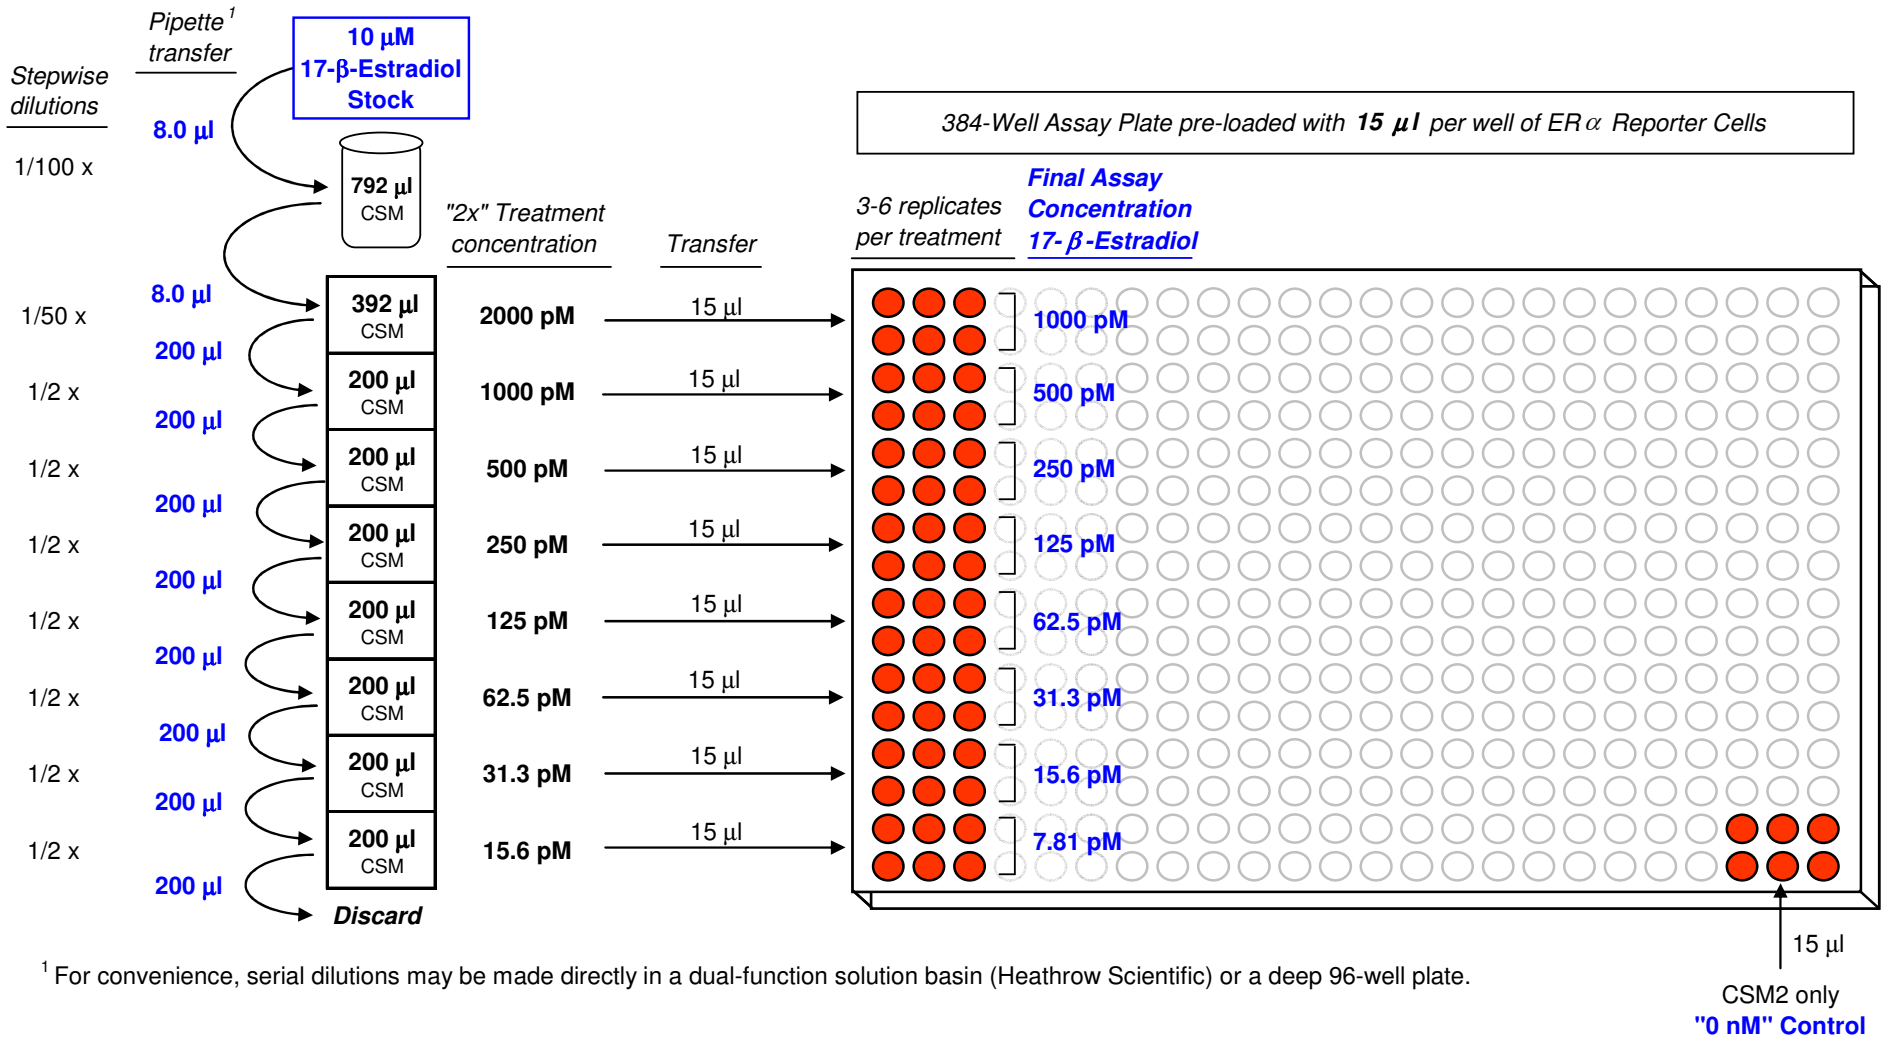 Pipette 1
transfer
10 μM
17-β-Estradiol
Stock
Stepwise
dilutions
8.0 μl
1/100 x
792 μl
CSM
384-Well Assay Plate pre-loaded with 15 μl per well of ER α Reporter Cells
"2x" Treatment
concentration
Transfer
3-6 replicates
per treatment
Final Assay
Concentration
17- β -Estradiol
8.0 μl
1/50 x
392 μl
CSM
2000 pM
15 μl
1000 pM
200 μl
1/2 x
200 μl
CSM
1000 pM
15 μl
500 pM
200 μl
1/2 x
200 μl
CSM
500 pM
15 μl
250 pM
200 μl
1/2 x
200 μl
CSM
250 pM
15 μl
125 pM
200 μl
1/2 x
200 μl
CSM
125 pM
15 μl
62.5 pM
200 μl
1/2 x
200 μl
CSM
62.5 pM
15 μl
31.3 pM
200 μl
1/2 x
200 μl
CSM
31.3 pM
15 μl
15.6 pM
200 μl
1/2 x
200 μl
CSM
15.6 pM
15 μl
7.81 pM
200 μl
Discard
15 μl
CSM2 only
"0 nM" Control
1 For convenience, serial dilutions may be made directly in a dual-function solution basin (Heathrow Scientific) or a deep 96-well plate.